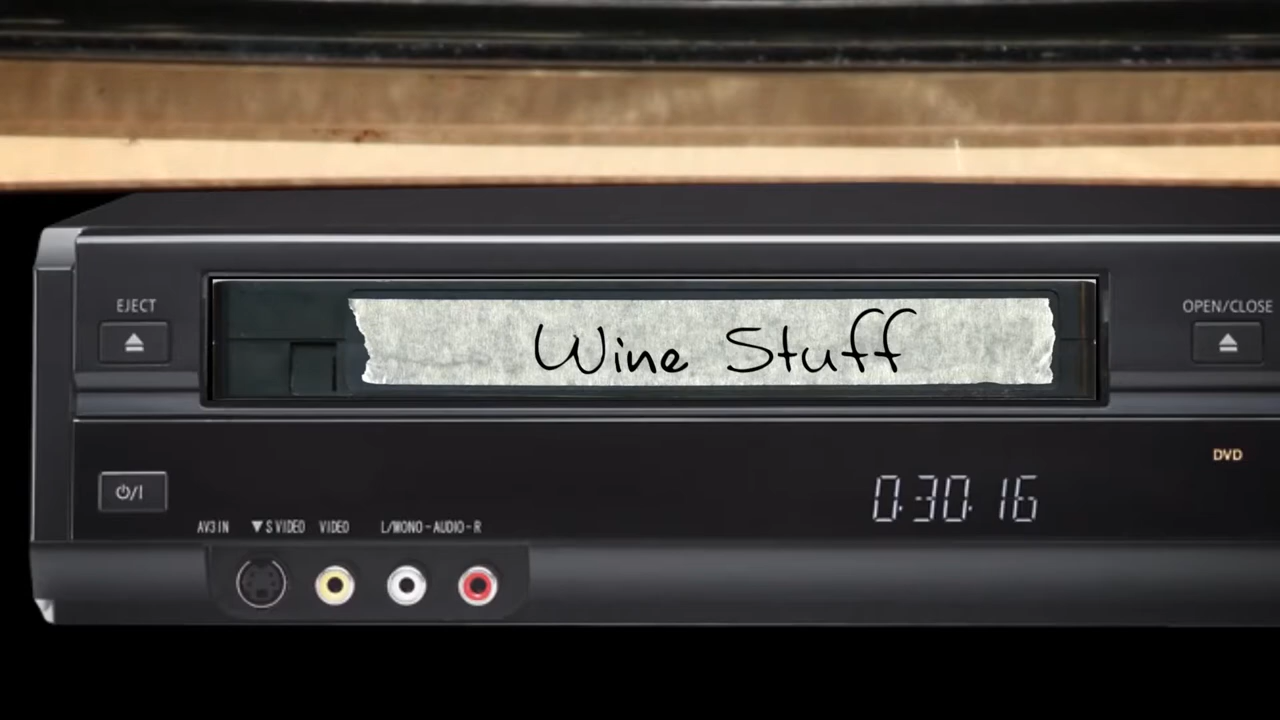 EJECT
OPEN/CLOSE
Wine Stuff
DVD
0:30:16
AV3 IN ▼ S VIDEO VIDEO L/MONO-AUDIO-R